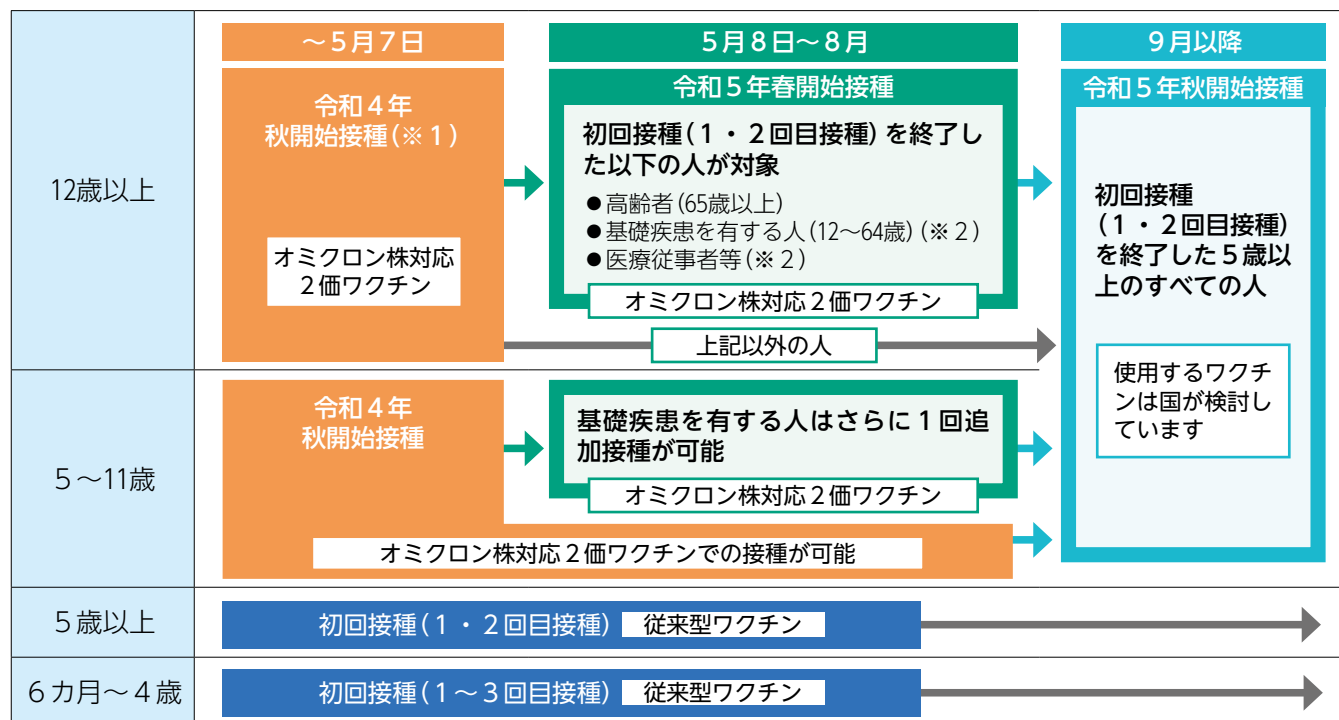 ～５月７日
５月８日～８月
９月以降
12歳以上
令和４年
秋開始接種（※１）
オミクロン株対応
２価ワクチン
令和５年春開始接種
初回接種（１・２回目接種）を終了し
た以下の人が対象
●高齢者（65歳以上）
●基礎疾患を有する人（12～64歳）（※２）
●医療従事者等（※２）
オミクロン株対応２価ワクチン
上記以外の人
令和５年秋開始接種
初回接種
（１・２回目接種）
を終了した５歳以
上のすべての人
使用するワクチ
ンは国が検討し
ています
５～11歳
令和４年
秋開始接種
基礎疾患を有する人はさらに１回追
加接種が可能
オミクロン株対応２価ワクチン
オミクロン株対応２価ワクチンでの接種が可能
５歳以上
初回接種（１・２回目接種） 従来型ワクチン
６カ月～４歳
初回接種（１～３回目接種） 従来型ワクチン